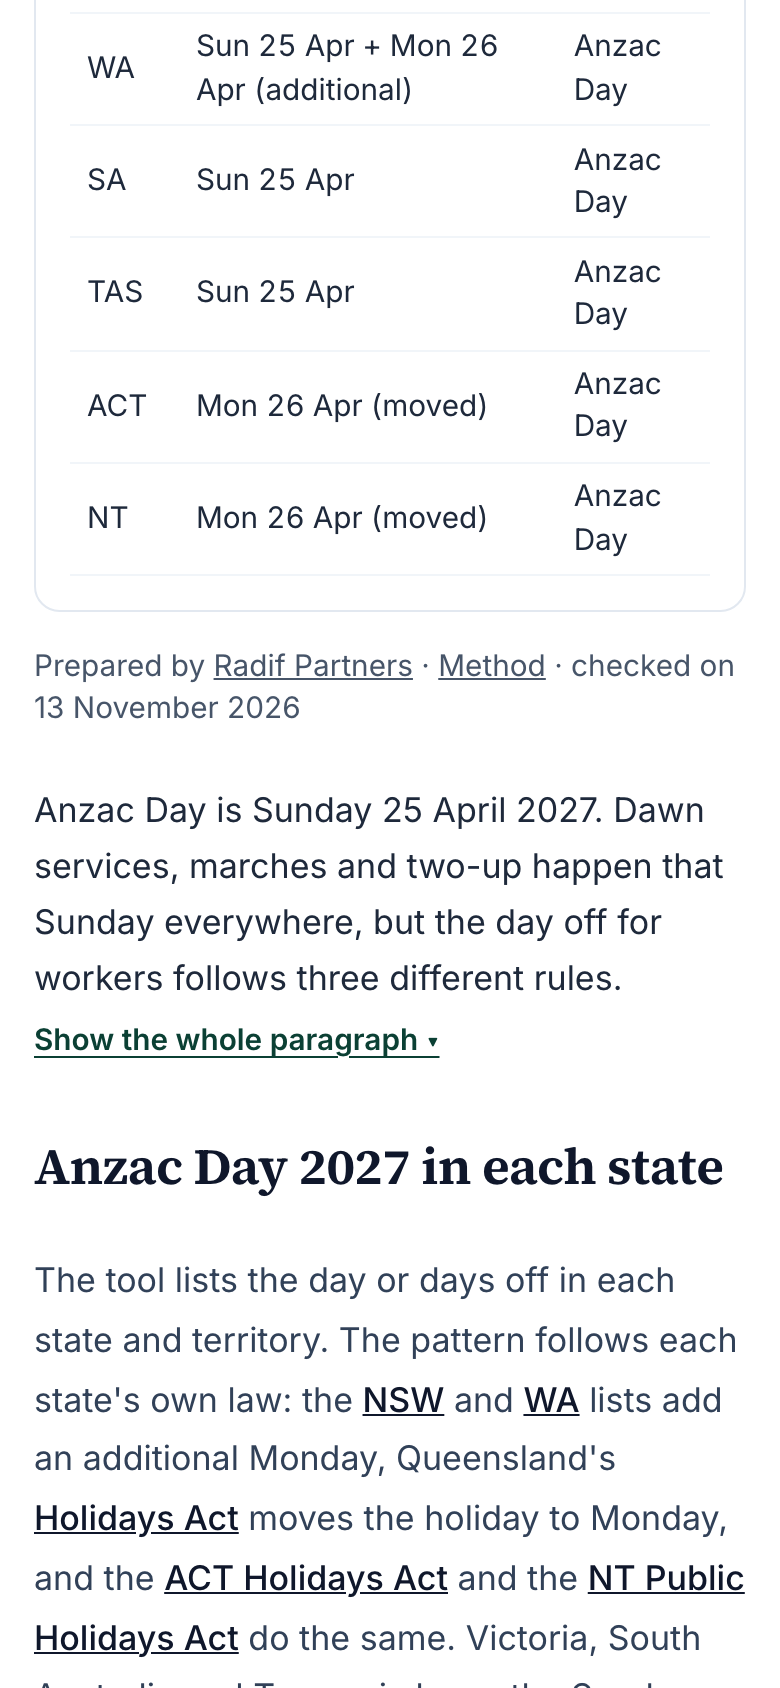 WA
Sun 25 Apr + Mon 26
Apr (additional)
Anzac
Day
SA
Sun 25 Apr
Anzac
Day
TAS
Sun 25 Apr
Anzac
Day
ACT
Mon 26 Apr (moved)
Anzac
Day
NT
Mon 26 Apr (moved)
Anzac
Day
Prepared by Radif Partners · Method · checked on
13 November 2026
Anzac Day is Sunday 25 April 2027. Dawn
services, marches and two-up happen that
Sunday everywhere, but the day off for
workers follows three different rules.
Show the whole paragraph ▾
Anzac Day 2027 in each state
The tool lists the day or days off in each
state and territory. The pattern follows each
state's own law: the NSW and WA lists add
an additional Monday, Queensland's
Holidays Act moves the holiday to Monday,
and the ACT Holidays Act and the NT Public
Holidays Act do the same. Victoria, South